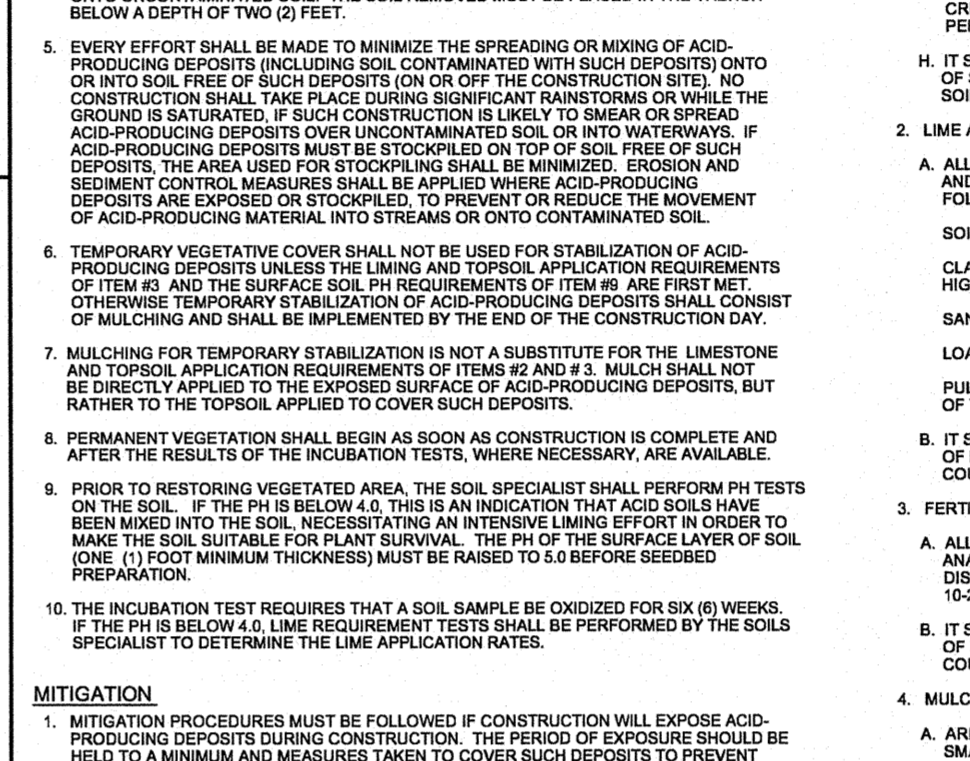 BELOW A DEPTH OF TWO (2) FEET.
5. EVERY EFFORT SHALL BE MADE TO MINIMIZE THE SPREADING OR MIXING OF ACID-
PRODUCING DEPOSITS (INCLUDING SOIL CONTAMINATED WITH SUCH DEPOSITS) ONTO
OR INTO SOIL FREE OF SUCH DEPOSITS (ON OR OFF THE CONSTRUCTION SITE). NO
CONSTRUCTION SHALL TAKE PLACE DURING SIGNIFICANT RAINSTORMS OR WHILE THE
GROUND IS SATURATED, IF SUCH CONSTRUCTION IS LIKELY TO SMEAR OR SPREAD
ACID-PRODUCING DEPOSITS OVER UNCONTAMINATED SOIL OR INTO WATERWAYS. IF
ACID-PRODUCING DEPOSITS MUST BE STOCKPILED ON TOP OF SOIL FREE OF SUCH
DEPOSITS, THE AREA USED FOR STOCKPILING SHALL BE MINIMIZED. EROSION AND
SEDIMENT CONTROL MEASURES SHALL BE APPLIED WHERE ACID-PRODUCING
DEPOSITS ARE EXPOSED OR STOCKPILED, TO PREVENT OR REDUCE THE MOVEMENT
OF ACID-PRODUCING MATERIAL INTO STREAMS OR ONTO CONTAMINATED SOIL.
6. TEMPORARY VEGETATIVE COVER SHALL NOT BE USED FOR STABILIZATION OF ACID-
PRODUCING DEPOSITS UNLESS THE LIMING AND TOPSOIL APPLICATION REQUIREMENTS
OF ITEM #3 AND THE SURFACE SOIL PH REQUIREMENTS OF ITEM #9 ARE FIRST MET.
OTHERWISE TEMPORARY STABILIZATION OF ACID-PRODUCING DEPOSITS SHALL CONSIST
OF MULCHING AND SHALL BE IMPLEMENTED BY THE END OF THE CONSTRUCTION DAY.
7. MULCHING FOR TEMPORARY STABILIZATION IS NOT A SUBSTITUTE FOR THE LIMESTONE
AND TOPSOIL APPLICATION REQUIREMENTS OF ITEMS #2 AND # 3. MULCH SHALL NOT
BE DIRECTLY APPLIED TO THE EXPOSED SURFACE OF ACID-PRODUCING DEPOSITS, BUT
RATHER TO THE TOPSOIL APPLIED TO COVER SUCH DEPOSITS.
8. PERMANENT VEGETATION SHALL BEGIN AS SOON AS CONSTRUCTION IS COMPLETE AND
AFTER THE RESULTS OF THE INCUBATION TESTS, WHERE NECESSARY, ARE AVAILABLE.
9. PRIOR TO RESTORING VEGETATED AREA, THE SOIL SPECIALIST SHALL PERFORM PH TESTS
ON THE SOIL. IF THE PH IS BELOW 4.0, THIS IS AN INDICATION THAT ACID SOILS HAVE
BEEN MIXED INTO THE SOIL, NECESSITATING AN INTENSIVE LIMING EFFORT IN ORDER TO
MAKE THE SOIL SUITABLE FOR PLANT SURVIVAL. THE PH OF THE SURFACE LAYER OF SOIL
(ONE (1) FOOT MINIMUM THICKNESS) MUST BE RAISED TO 5.0 BEFORE SEEDBED
PREPARATION.
10. THE INCUBATION TEST REQUIRES THAT A SOIL SAMPLE BE OXIDIZED FOR SIX (6) WEEKS.
IF THE PH IS BELOW 4.0, LIME REQUIREMENT TESTS SHALL BE PERFORMED BY THE SOILS
SPECIALIST TO DETERMINE THE LIME APPLICATION RATES.
MITIGATION
1. MITIGATION PROCEDURES MUST BE FOLLOWED IF CONSTRUCTION WILL EXPOSE ACID-
PRODUCING DEPOSITS DURING CONSTRUCTION. THE PERIOD OF EXPOSURE SHOULD BE
HELD TO A MINIMUM AND MEASURES TAKEN TO COVER SUCH DEPOSITS TO PREVENT
H. IT
OF
2. LIME
A.
B. IT
OF
3.
A.
B. IT
OF
4.
A.